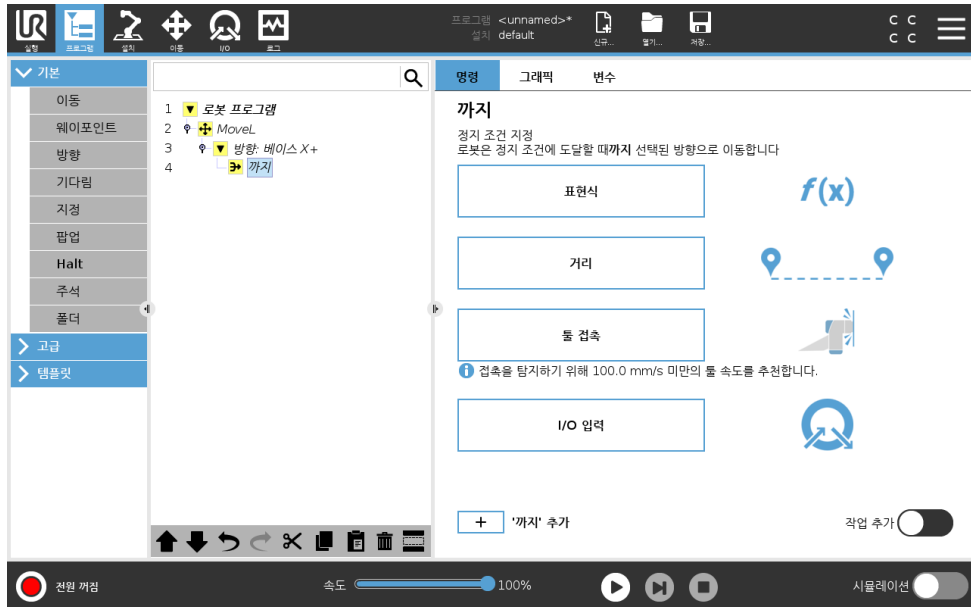 UR
실행
프로그램
설치
이동
I/O
로그
프로그램 <unnamed>*
설치 default
신규...
열기...
저장...
C C
C C
기본
이동
웨이포인트
방향
기다림
지정
팝업
Halt
주석
폴더
고급
템플릿
1 로봇 프로그램
2 MoveL
3 방향: 베이스 X+
4 까지
명령 그래픽 변수
까지
정지 조건 지정
로봇은 정지 조건에 도달할 때까지 선택된 방향으로 이동합니다
표현식
f(x)
거리
툴 접촉
접촉을 탐지하기 위해 100.0 mm/s 미만의 툴 속도를 추천합니다.
I/O 입력
+ '까지' 추가
작업 추가
전원 꺼짐
속도 100%
시뮬레이션